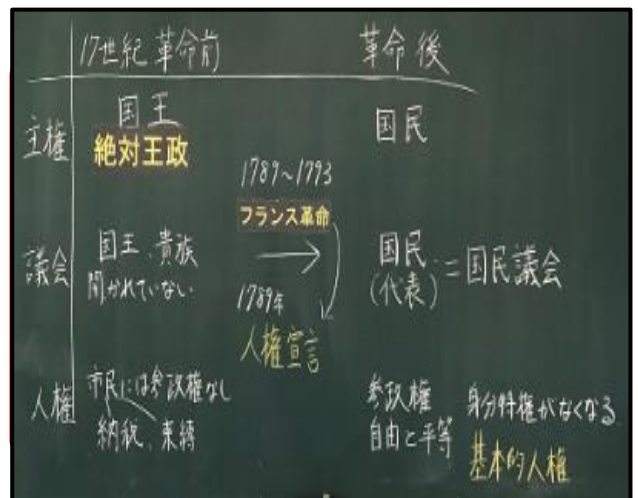 17世紀革命前
革命後
主権
国王
絶対王政
国民
1789~1793
フランス革命
議会
国王、貴族
開かれていない
国民
(代表)
=国民議会
1789年
人権宣言
人権
市民には参政権なし
納税、束縛
参政権
自由と平等
身分特権がなくなる
基本的人権